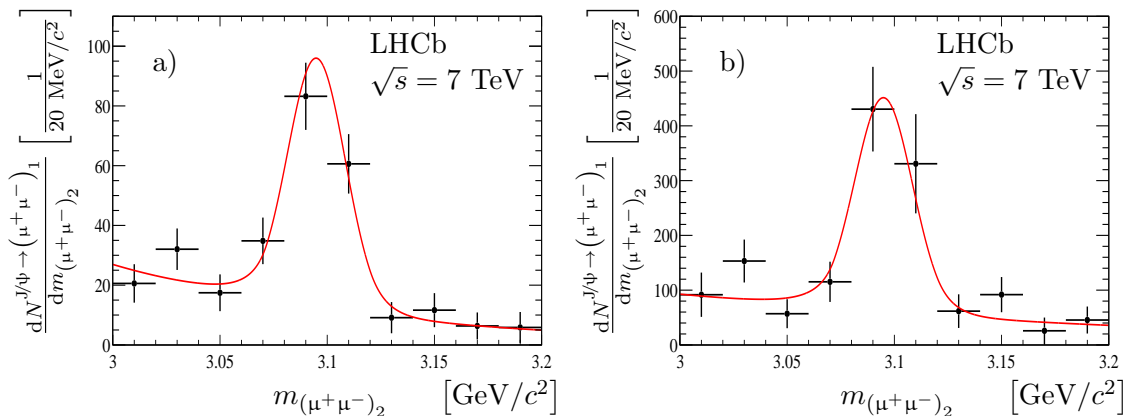 a)
LHCb
√s = 7 TeV
dN^{J/ψ→(μ⁺μ⁻)₁} / dm_{(μ⁺μ⁻)₂} [1 / 20 MeV/c²]
100
80
60
40
20
0
3 3.05 3.1 3.15 3.2
m_{(μ⁺μ⁻)₂} [GeV/c²]
b)
LHCb
√s = 7 TeV
dN^{J/ψ→(μ⁺μ⁻)₁} / dm_{(μ⁺μ⁻)₂} [1 / 20 MeV/c²]
600
500
400
300
200
100
0
3 3.05 3.1 3.15 3.2
m_{(μ⁺μ⁻)₂} [GeV/c²]